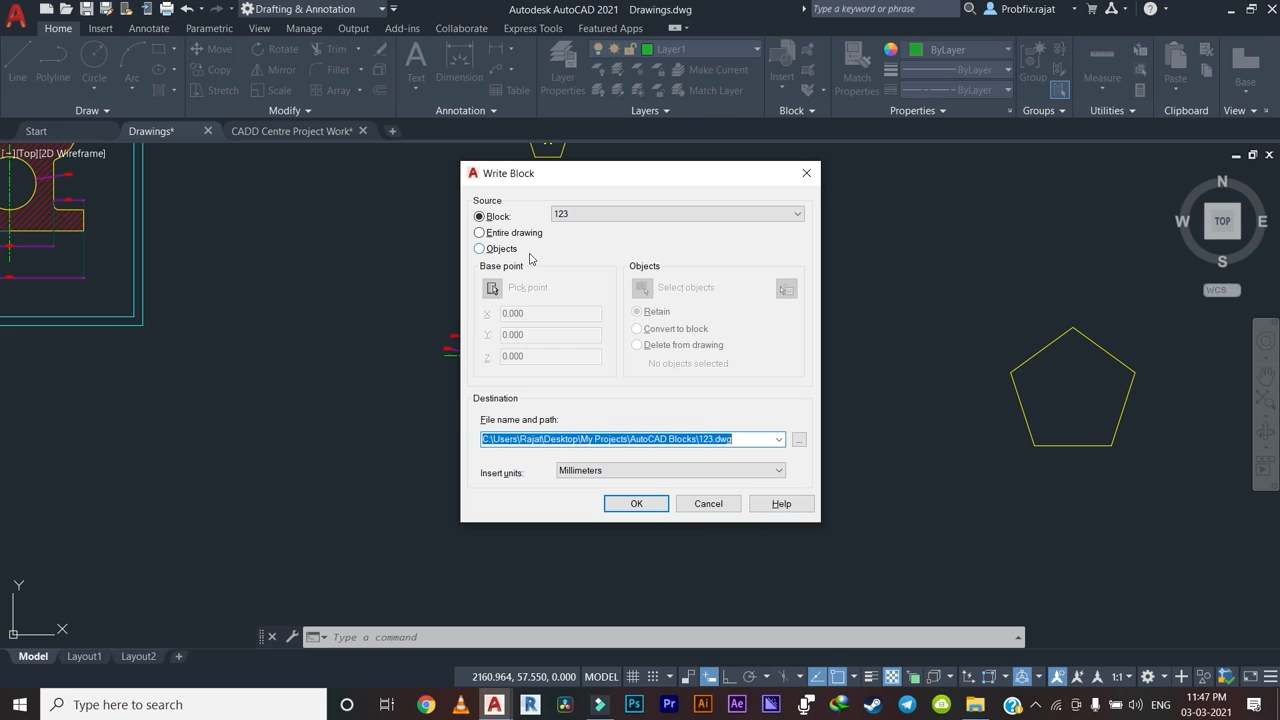 Drafting & Annotation
Autodesk AutoCAD 2021 Drawings.dwg
Type a keyword or phrase
Probfix.rajat
Home Insert Annotate Parametric View Manage Output Add-ins Collaborate Express Tools Featured Apps
Line Polyline Circle Arc
Move Rotate Trim
Copy Mirror Fillet
Stretch Scale Array
Text Dimension Table
Layer Properties
Layer1
Make Current
Match Layer
Insert
Match Properties
ByLayer
ByLayer
ByLayer
Group
Measure
Paste
Base
Draw Modify Annotation Layers Block Properties Groups Utilities Clipboard View
Start Drawings* CADD Centre Project Work*
[−][Top][2D Wireframe]
N
W TOP E
S
WCS
Write Block
Source
Block: 123
Entire drawing
Objects
Base point
Pick point
X: 0.000
Y: 0.000
Z: 0.000
Objects
Select objects
Retain
Convert to block
Delete from drawing
No objects selected
Destination
File name and path:
C:\Users\Rajat\Desktop\My Projects\AutoCAD Blocks\123.dwg
...
Insert units: Millimeters
OK Cancel Help
Y
X
Type a command
Model Layout1 Layout2
2160.964, 57.550, 0.000 MODEL 1:1
Type here to search
Ps Pr Ai Ae
ENG
11:47 PM
03-03-2021